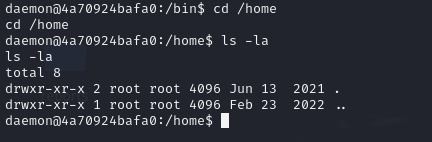 daemon@4a70924bafa0:/bin$ cd /home
cd /home
daemon@4a70924bafa0:/home$ ls -la
ls -la
total 8
drwxr-xr-x 2 root root 4096 Jun 13  2021 .
drwxr-xr-x 1 root root 4096 Feb 23  2022 ..
daemon@4a70924bafa0:/home$